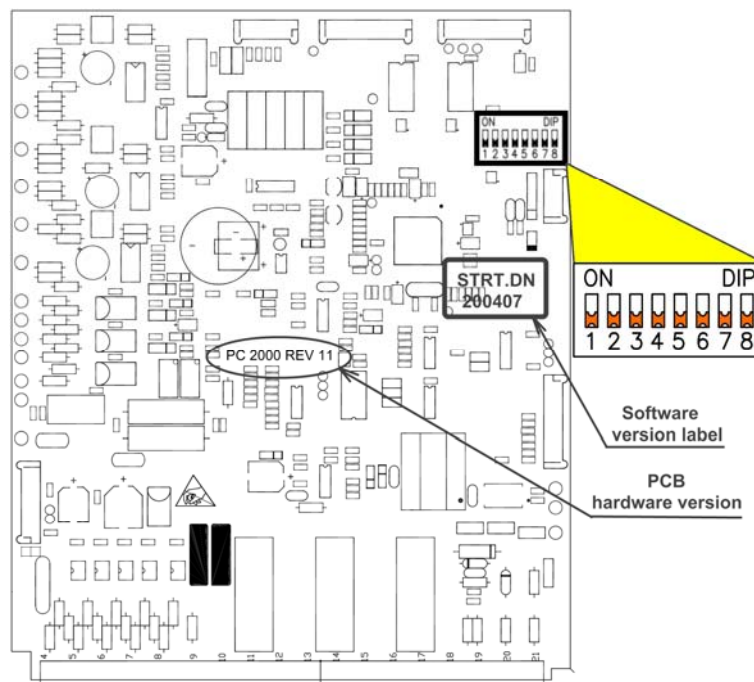 ON DIP
1 2 3 4 5 6 7 8
STRT.DN
200407
ON DIP
1 2 3 4 5 6 7 8
PC 2000 REV 11
Software
version label
PCB
hardware version
4 5 6 7 8 9 10 11 12 13 14 15 16 17 18 19 20 21